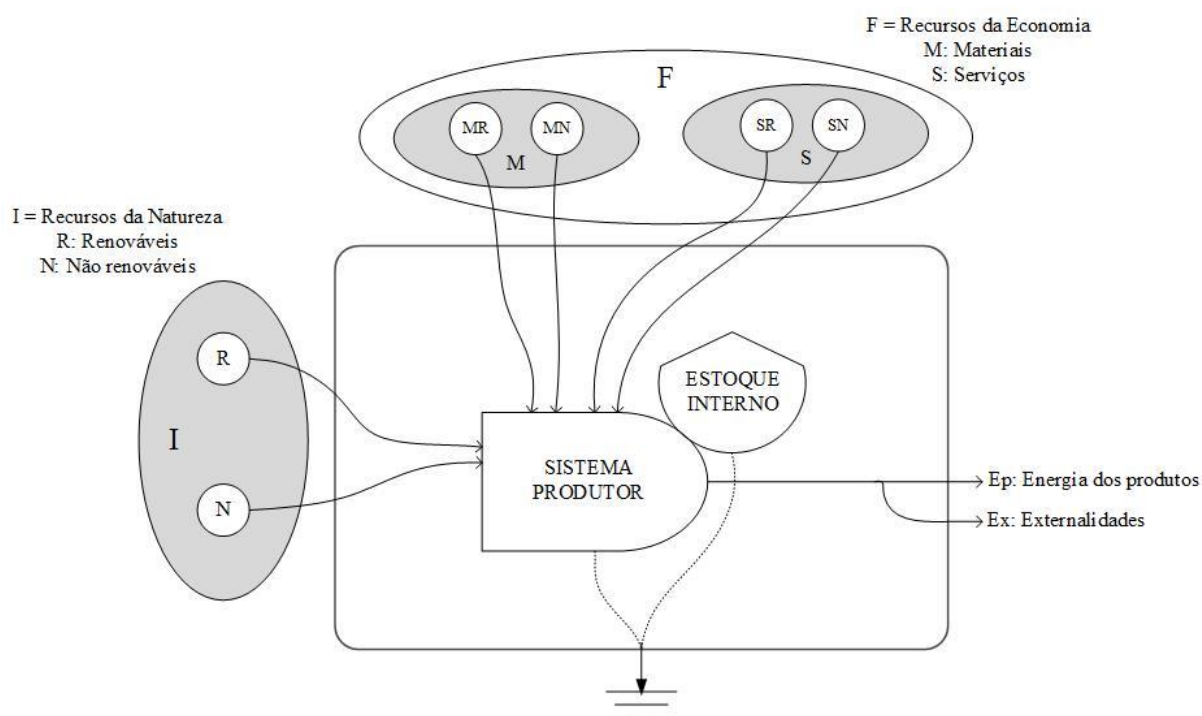 F = Recursos da Economia
M: Materiais
S: Serviços
F
MR
MN
M
SR
SN
S
I = Recursos da Natureza
R: Renováveis
N: Não renováveis
R
I
N
ESTOQUE
INTERNO
SISTEMA
PRODUTOR
Ep: Energia dos produtos
Ex: Externalidades